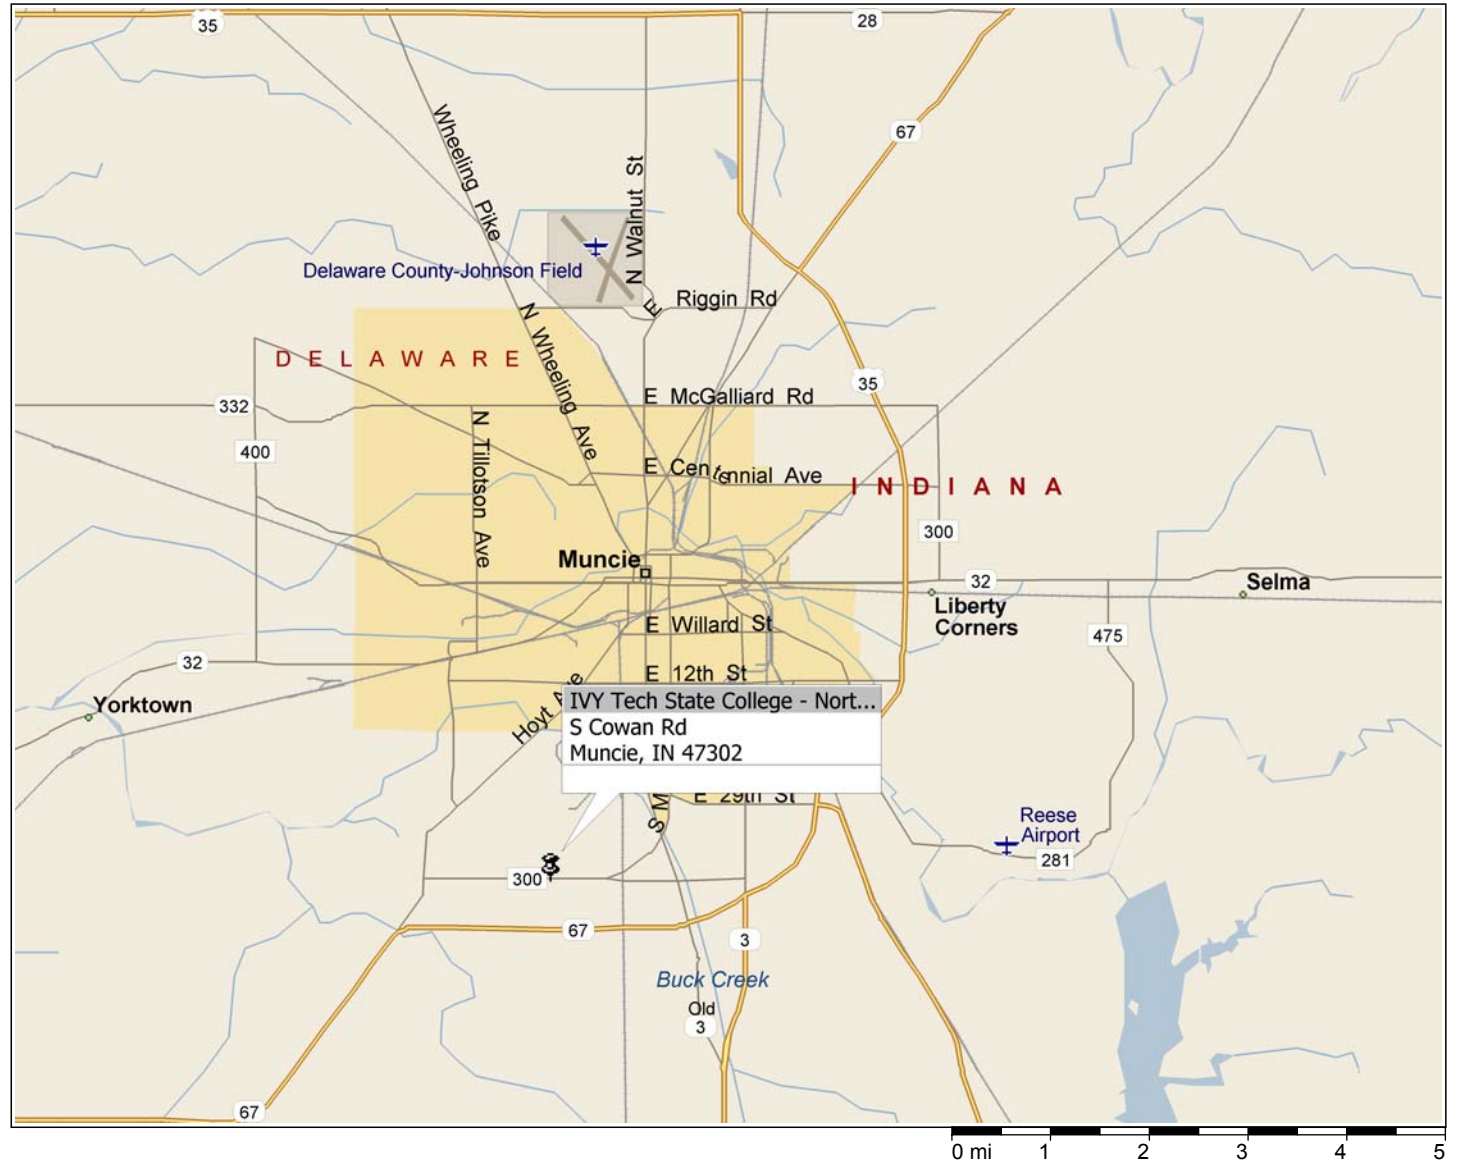 35
28
67
Wheeling Pike
N Walnut St
Delaware County-Johnson Field
E Riggin Rd
N Wheeling Ave
DELAWARE
35
E McGalliard Rd
332
400
N Tillotson Ave
E Centennial Ave
INDIANA
300
Muncie
32
Selma
Liberty
Corners
E Willard St
475
32
E 12th St
Yorktown
Hoyt Ave
IVY Tech State College - Nort...
S Cowan Rd
Muncie, IN 47302
E 29th St
S M
Reese
Airport
281
300
67
3
Buck Creek
Old
3
67
0 mi 1 2 3 4 5